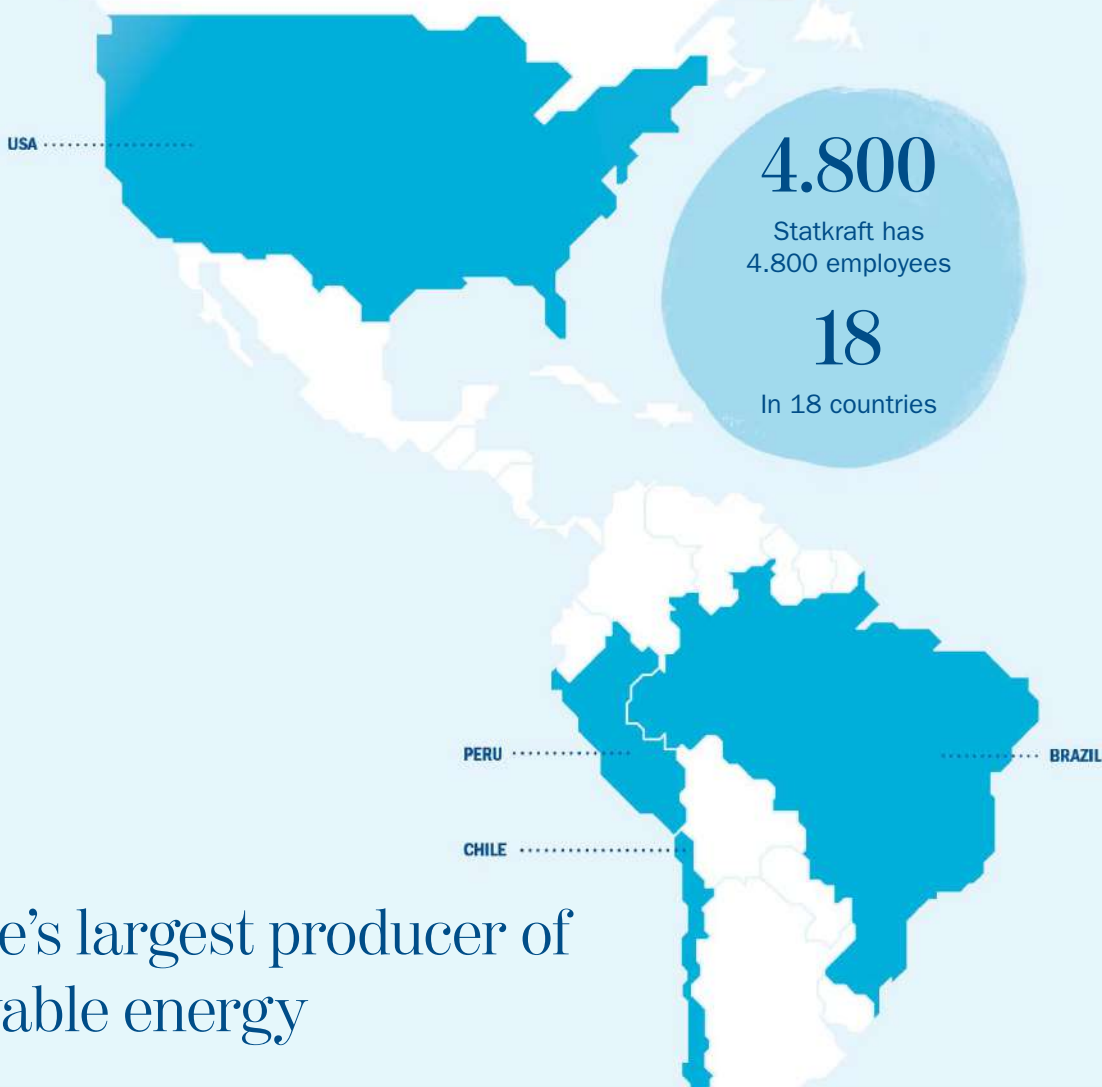 USA
4.800
Statkraft has
4.800 employees
18
In 18 countries
PERU
BRAZIL
CHILE
e’s largest producer of
able energy